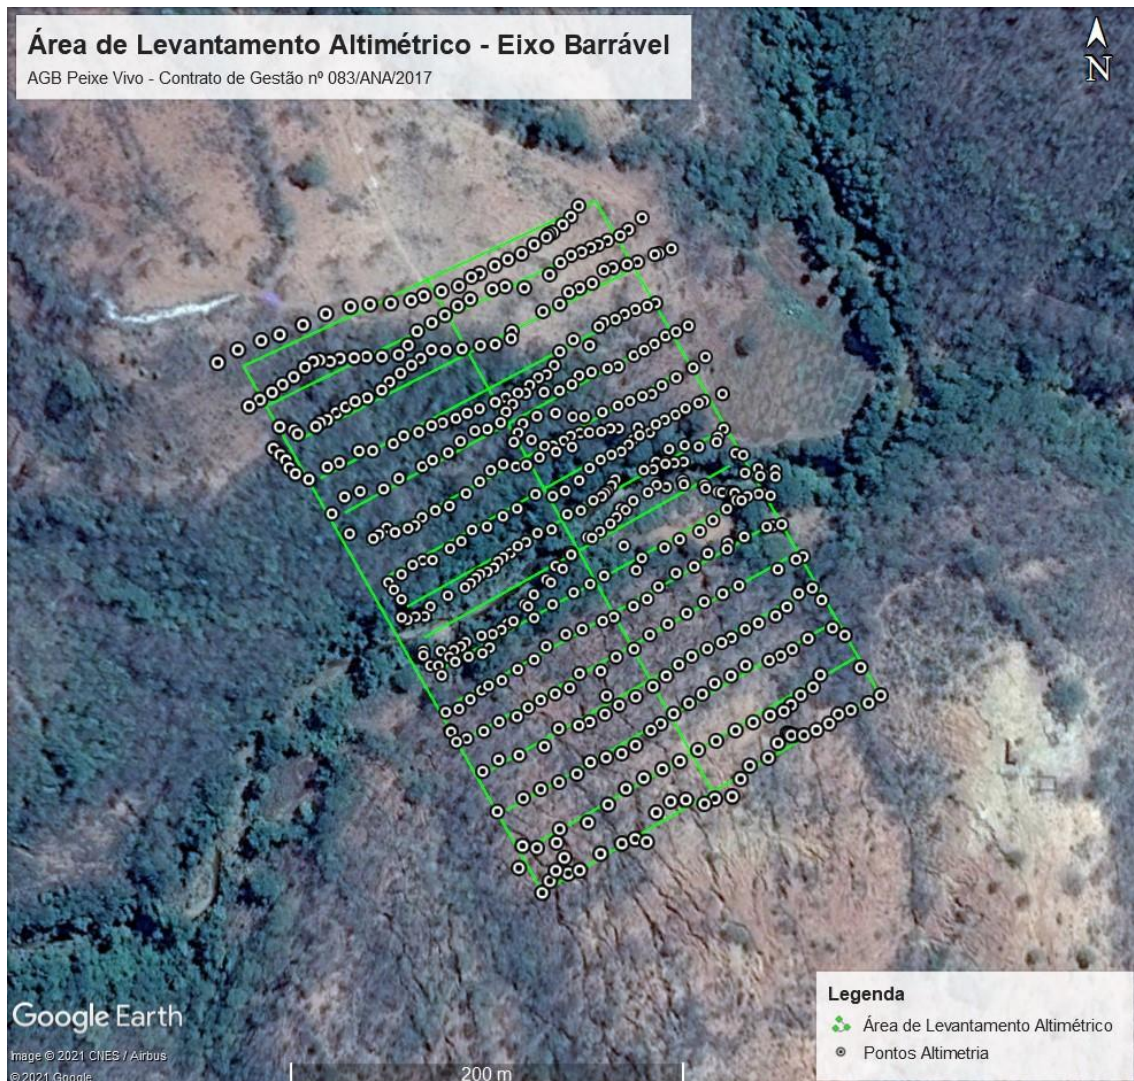 Área de Levantamento Altimétrico - Eixo Barrável
AGB Peixe Vivo - Contrato de Gestão nº 083/ANA/2017
N
Legenda
Área de Levantamento Altimétrico
Pontos Altimetria
Google Earth
Image © 2021 CNES / Airbus
© 2021 Google
200 m